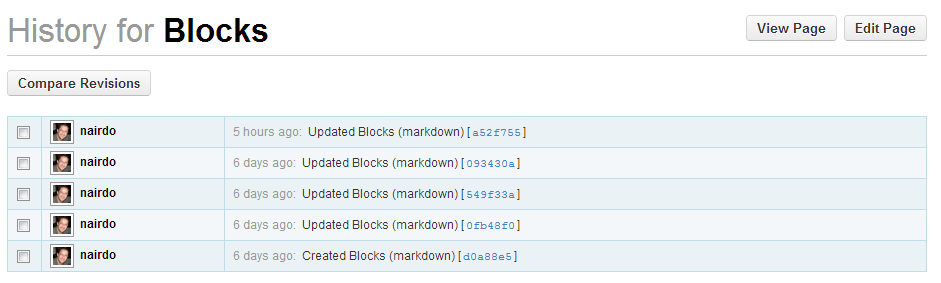 History for Blocks
View Page
Edit Page
Compare Revisions
nairdo 5 hours ago: Updated Blocks (markdown) [a52f755]
nairdo 6 days ago: Updated Blocks (markdown) [093430a]
nairdo 6 days ago: Updated Blocks (markdown) [549f33a]
nairdo 6 days ago: Updated Blocks (markdown) [0fb48f0]
nairdo 6 days ago: Created Blocks (markdown) [d0a88e5]